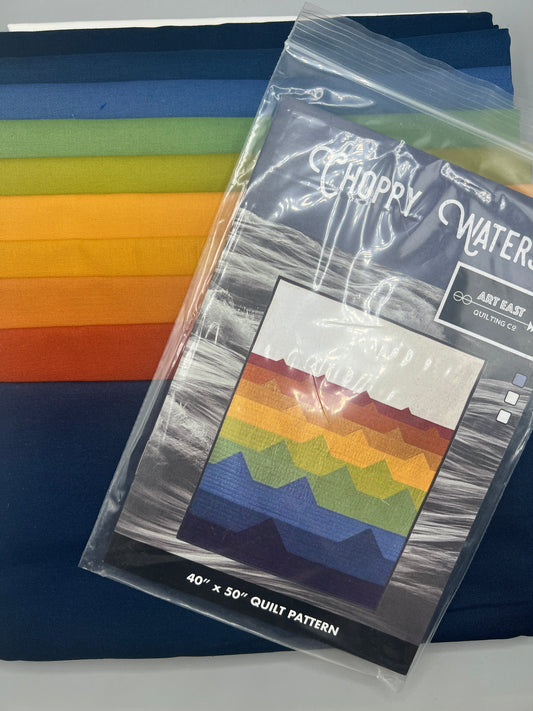 CHOPPY WATERS
ART EAST
QUILTING CO
40" x 50" QUILT PATTERN